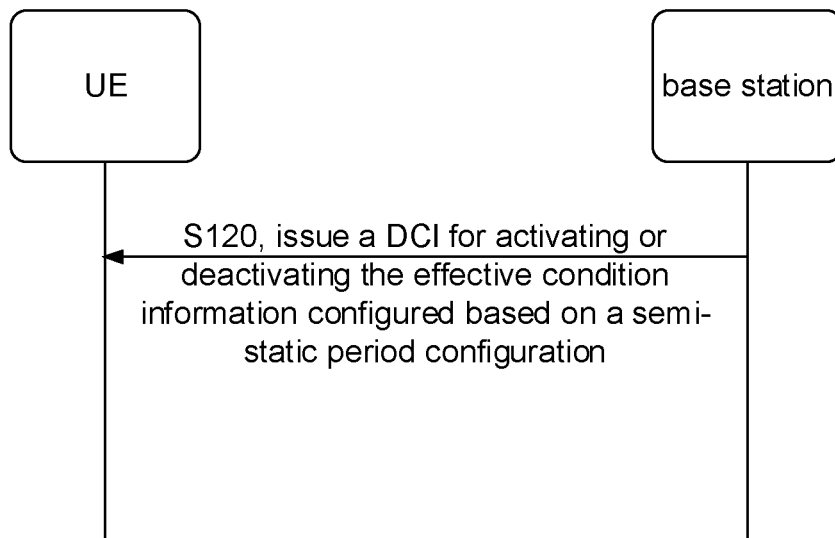 UE
base station
S120, issue a DCI for activating or
deactivating the effective condition
information configured based on a semi-
static period configuration